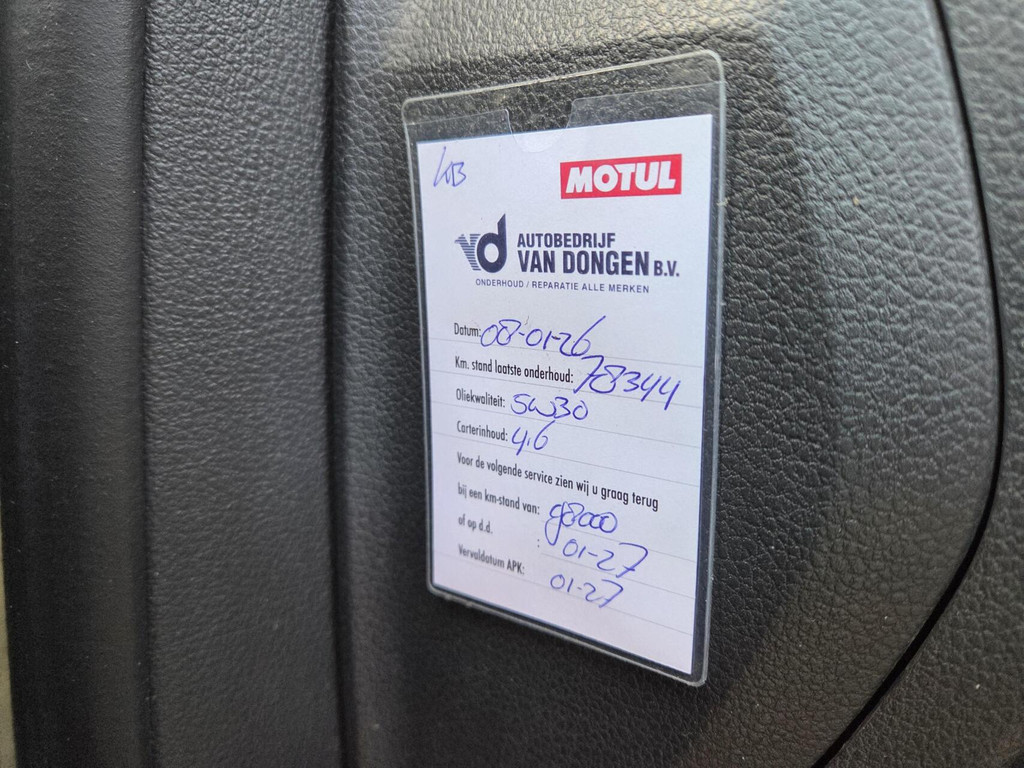 MOTUL
vd AUTOBEDRIJF
VAN DONGEN B.V.
ONDERHOUD / REPARATIE ALLE MERKEN
Datum: 08-01-26
Km. stand laatste onderhoud: 78344
Oliekwaliteit: 5W30
Carterinhoud: 4,6
Voor de volgende service zien wij u graag terug
bij een km-stand van: 98000
of op d.d. : 01-27
Vervaldatum APK: 01-27